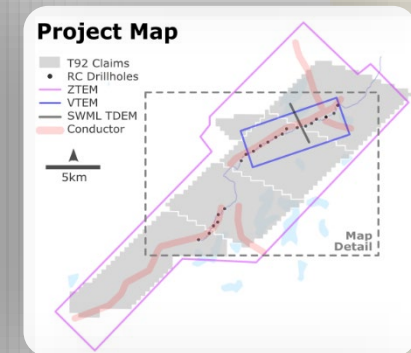 Project Map
T92 Claims
RC Drillholes
ZTEM
VTEM
SWML TDEM
Conductor
5km
Map
Detail